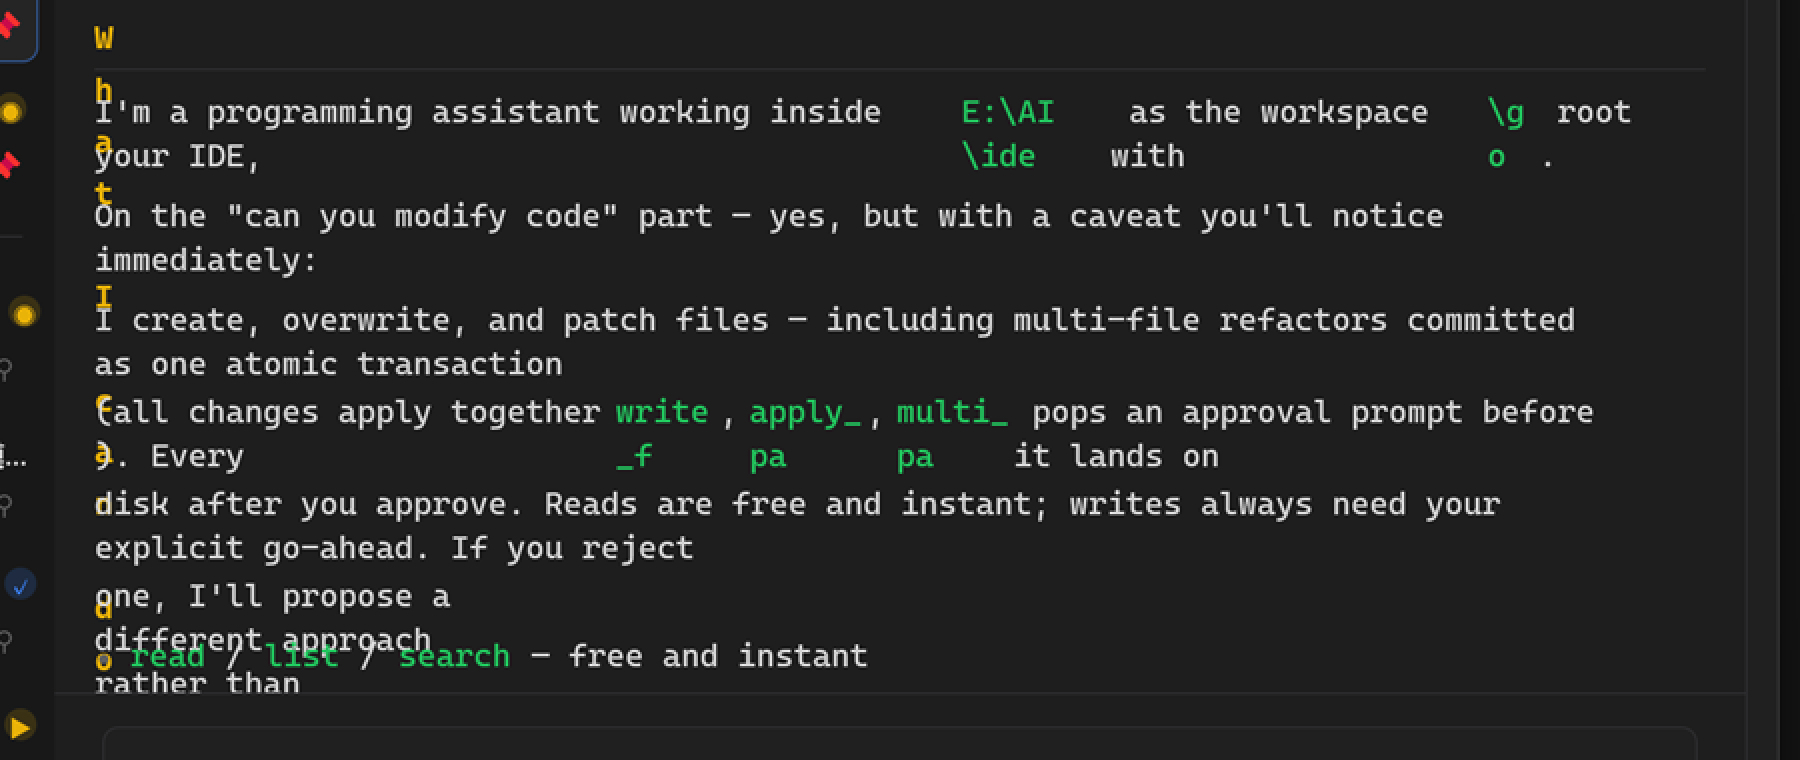 W
h
I'm a programming assistant working inside E:\AI as the workspace \g root
a
your IDE, \ide with o .
t
On the "can you modify code" part — yes, but with a caveat you'll notice
immediately:
I
I create, overwrite, and patch files — including multi-file refactors committed
as one atomic transaction
c
(all changes apply together write , apply_ , multi_ pops an approval prompt before
a
). Every _f pa pa it lands on
disk after you approve. Reads are free and instant; writes always need your
explicit go-ahead. If you reject
one, I'll propose a
d
different approach
o
read / list / search — free and instant
rather than